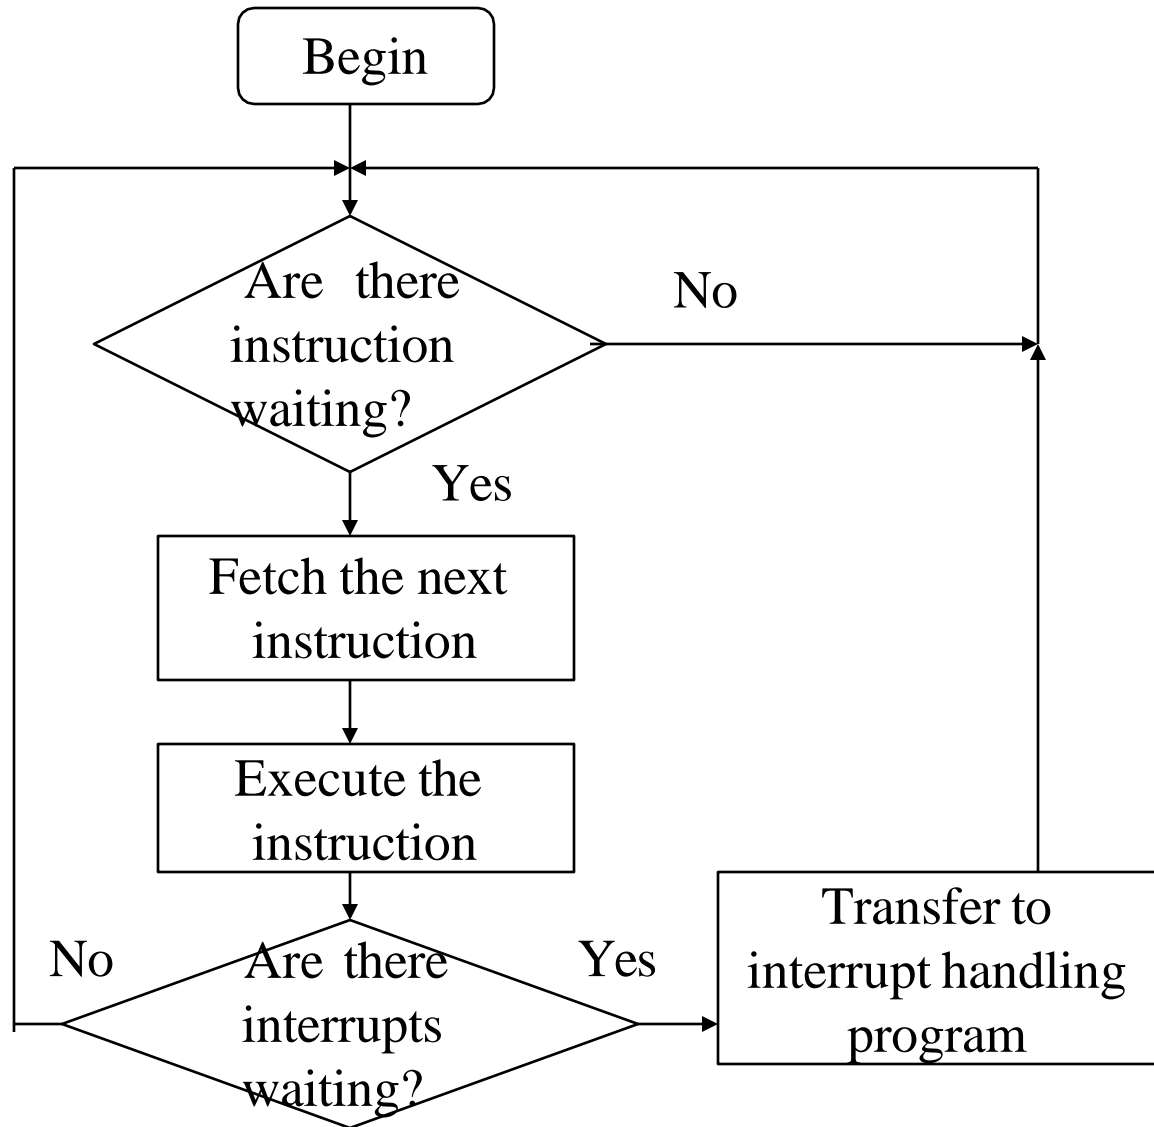 Begin
Are there
instruction
waiting?
No
Yes
Fetch the next
instruction
Execute the
instruction
No
Are there
interrupts
waiting?
Yes
Transfer to
interrupt handling
program